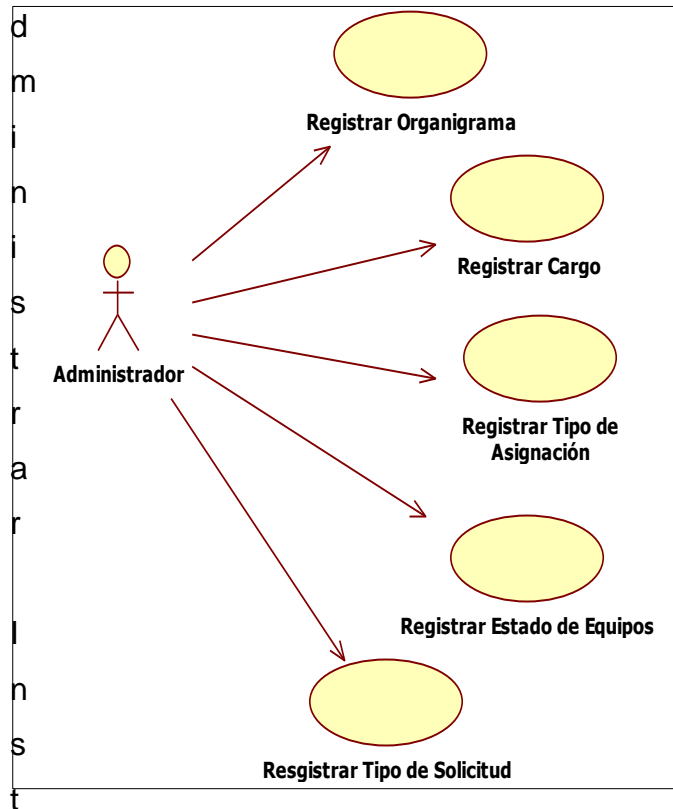 d
m
i
n
i
s
t
r
a
r
I
n
s
t
Registrar Organigrama
Registrar Cargo
Administrador
Registrar Tipo de
Asignación
Registrar Estado de Equipos
Resgistrar Tipo de Solicitud